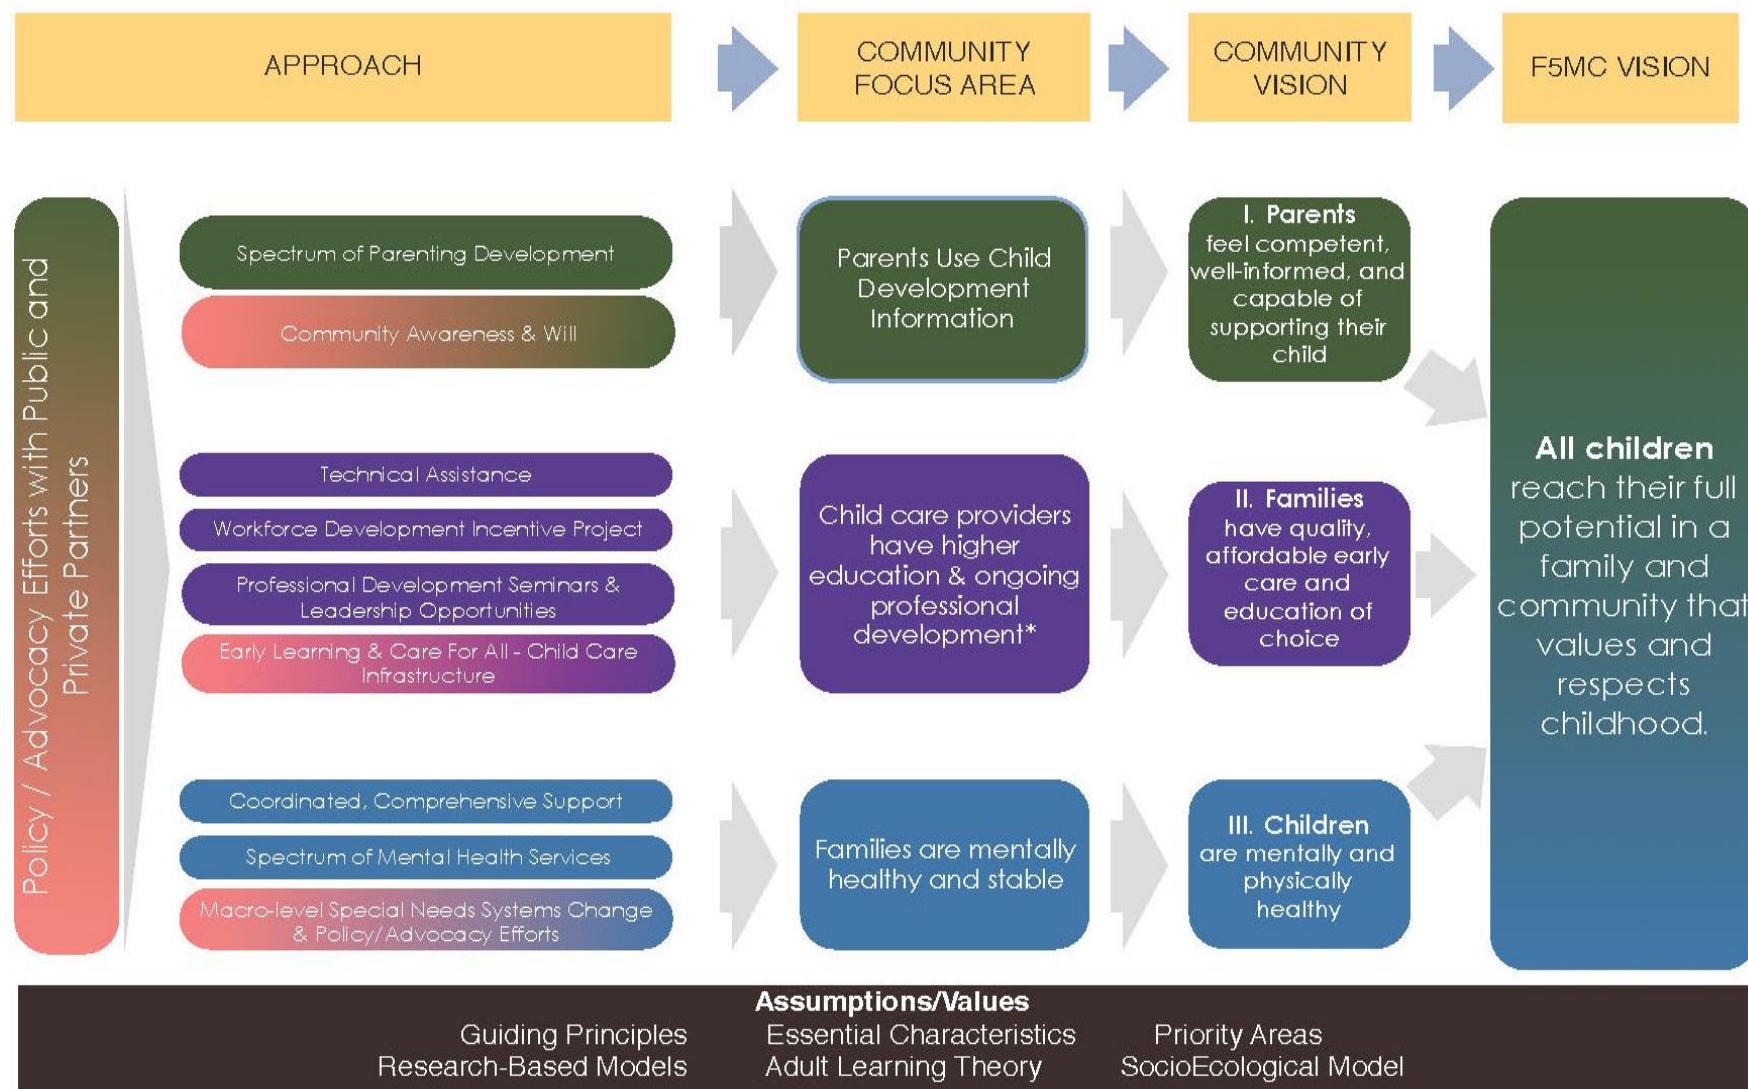 APPROACH
COMMUNITY
FOCUS AREA
COMMUNITY
VISION
F5MC VISION
Policy / Advocacy Efforts with Public and
Private Partners
Spectrum of Parenting Development
Community Awareness & Will
Parents Use Child
Development
Information
I. Parents
feel competent,
well-informed, and
capable of
supporting their
child
Technical Assistance
Workforce Development Incentive Project
Professional Development Seminars &
Leadership Opportunities
Early Learning & Care For All - Child Care
Infrastructure
Child care providers
have higher
education & ongoing
professional
development*
II. Families
have quality,
affordable early
care and
education of
choice
Coordinated, Comprehensive Support
Spectrum of Mental Health Services
Macro-level Special Needs Systems Change
& Policy/Advocacy Efforts
Families are mentally
healthy and stable
III. Children
are mentally and
physically
healthy
All children
reach their full
potential in a
family and
community that
values and
respects
childhood.
Assumptions/Values
Guiding Principles Essential Characteristics Priority Areas
Research-Based Models Adult Learning Theory SocioEcological Model